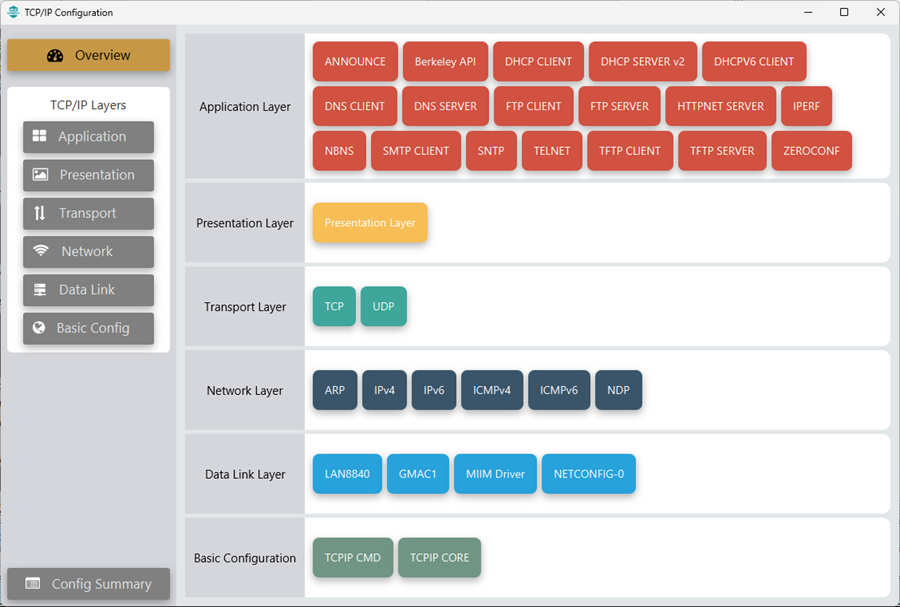 TCP/IP Configuration
Overview
TCP/IP Layers
Application
Presentation
Transport
Network
Data Link
Basic Config
Config Summary
Application Layer
ANNOUNCE Berkeley API DHCP CLIENT DHCP SERVER v2 DHCPV6 CLIENT
DNS CLIENT DNS SERVER FTP CLIENT FTP SERVER HTTPNET SERVER IPERF
NBNS SMTP CLIENT SNTP TELNET TFTP CLIENT TFTP SERVER ZEROCONF
Presentation Layer
Presentation Layer
Transport Layer
TCP UDP
Network Layer
ARP IPv4 IPv6 ICMPv4 ICMPv6 NDP
Data Link Layer
LAN8840 GMAC1 MIIM Driver NETCONFIG-0
Basic Configuration
TCPIP CMD TCPIP CORE